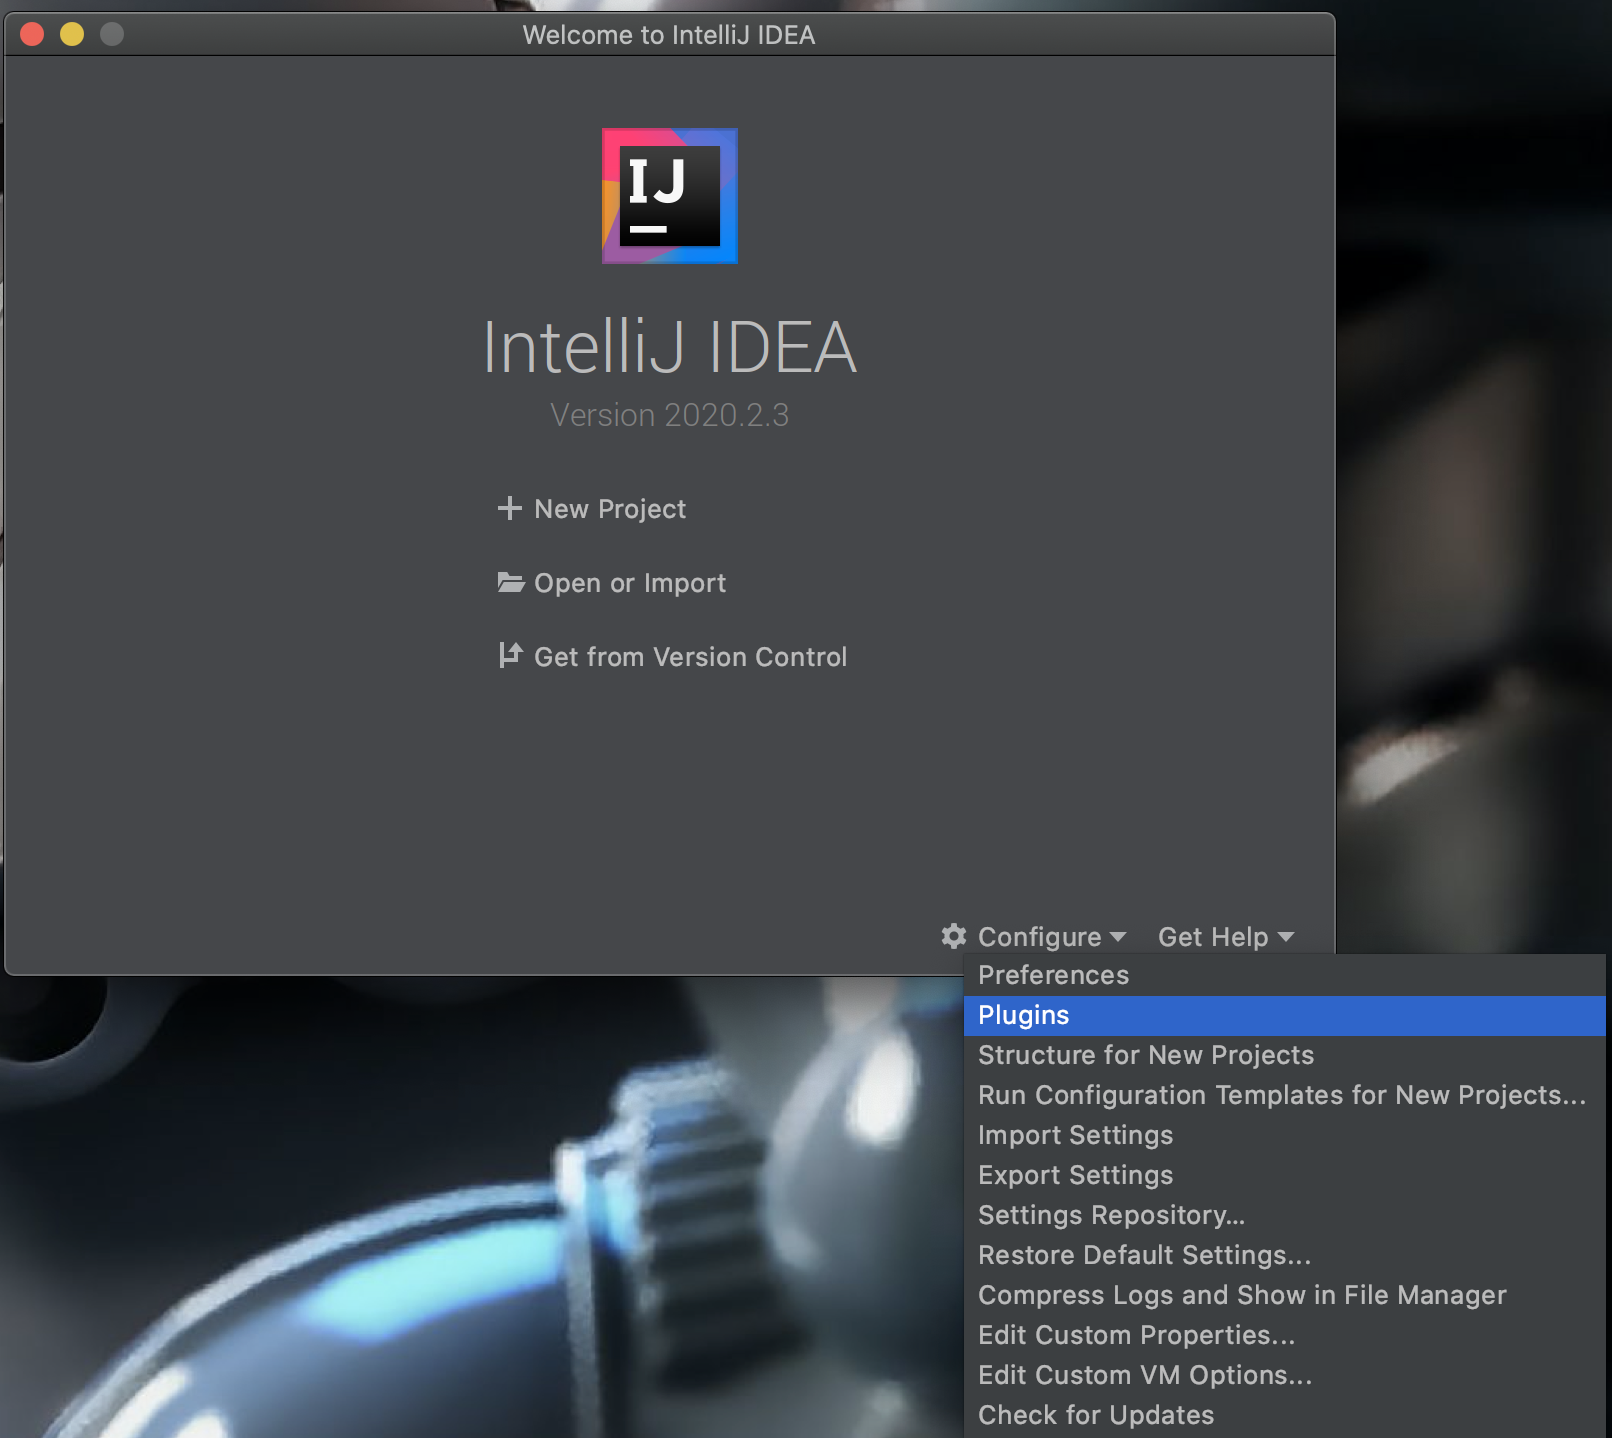 Welcome to IntelliJ IDEA
IJ
IntelliJ IDEA
Version 2020.2.3
New Project
Open or Import
Get from Version Control
Configure Get Help
Preferences
Plugins
Structure for New Projects
Run Configuration Templates for New Projects...
Import Settings
Export Settings
Settings Repository...
Restore Default Settings...
Compress Logs and Show in File Manager
Edit Custom Properties...
Edit Custom VM Options...
Check for Updates